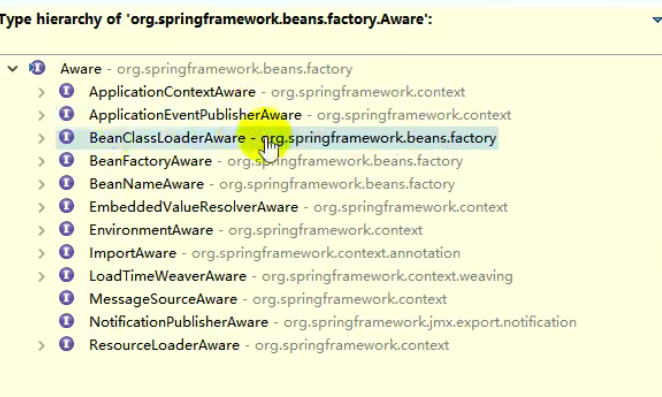 Type hierarchy of 'org.springframework.beans.factory.Aware':
Aware - org.springframework.beans.factory
ApplicationContextAware - org.springframework.context
ApplicationEventPublisherAware - org.springframework.context
BeanClassLoaderAware - org.springframework.beans.factory
BeanFactoryAware - org.springframework.beans.factory
BeanNameAware - org.springframework.beans.factory
EmbeddedValueResolverAware - org.springframework.context
EnvironmentAware - org.springframework.context
ImportAware - org.springframework.context.annotation
LoadTimeWeaverAware - org.springframework.context.weaving
MessageSourceAware - org.springframework.context
NotificationPublisherAware - org.springframework.jmx.export.notification
ResourceLoaderAware - org.springframework.context